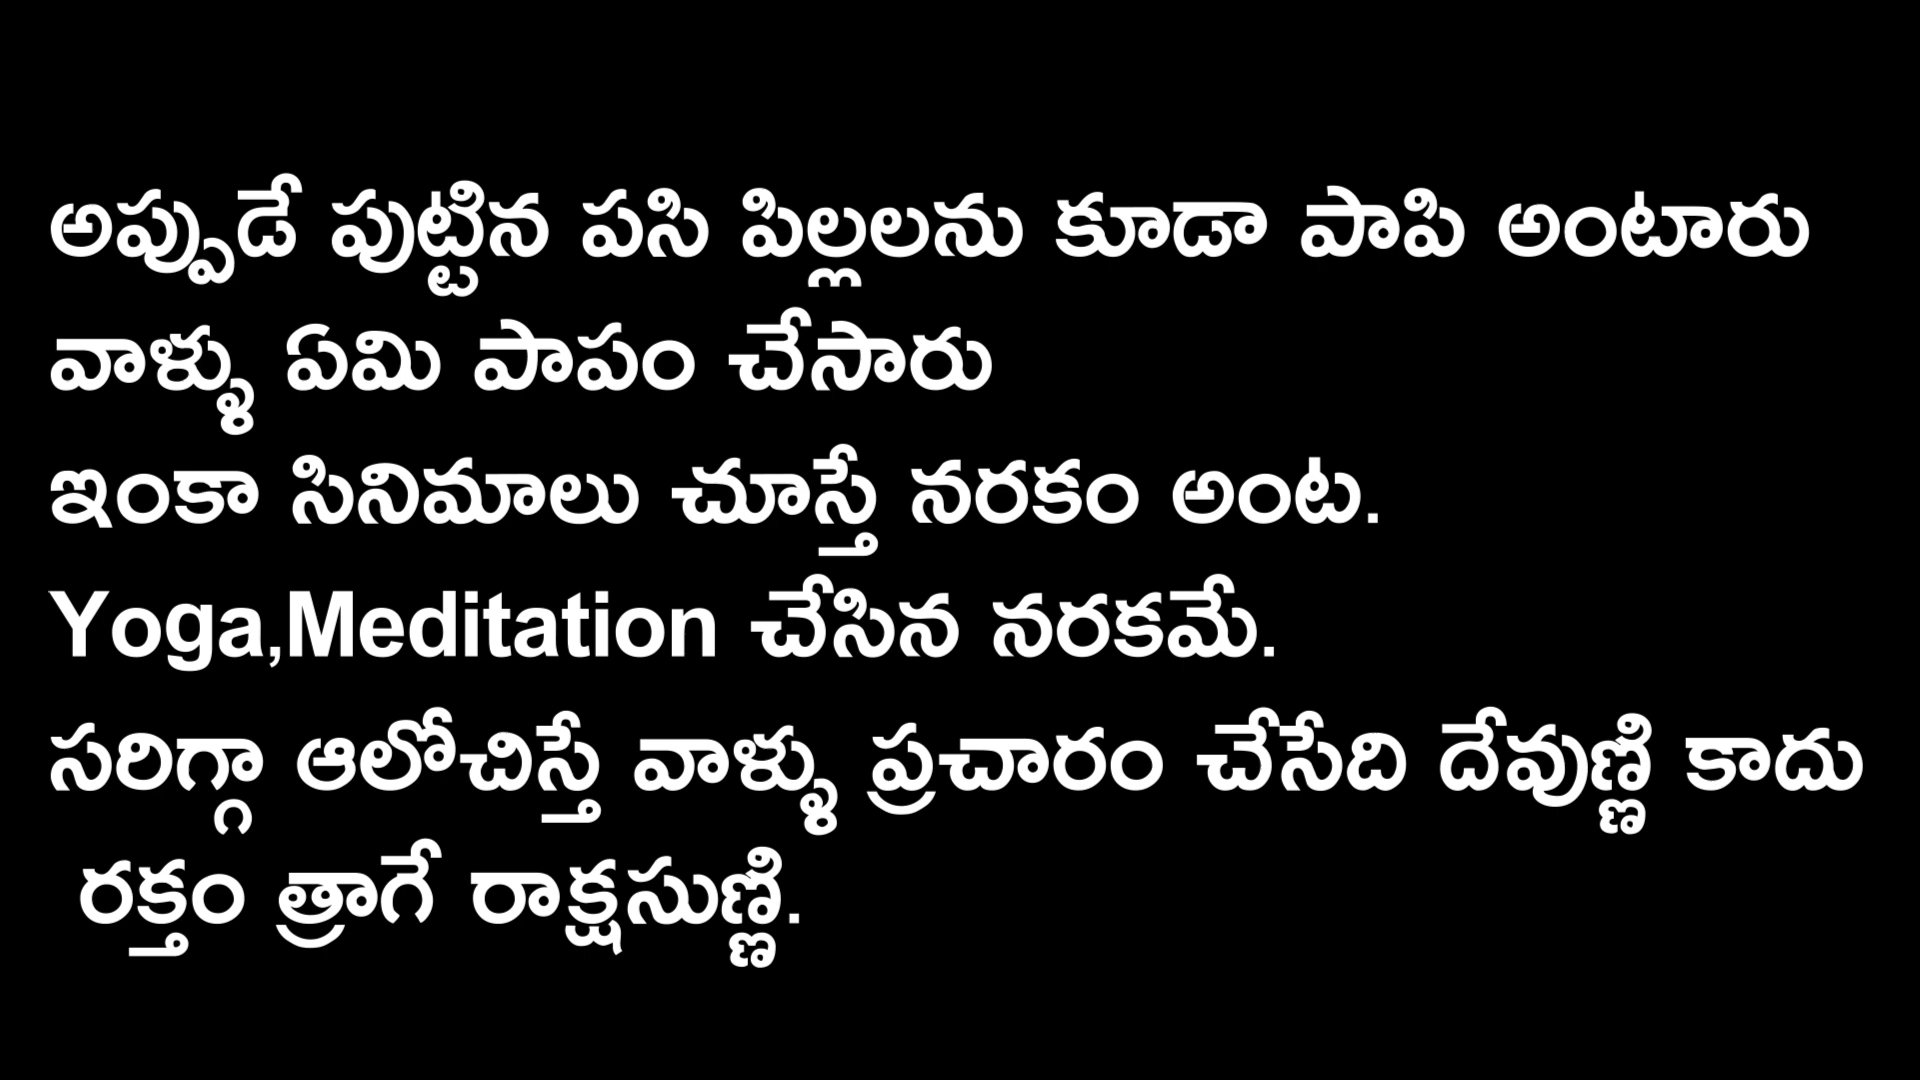 అప్పుడే పుట్టిన పసి పిల్లలను కూడా పాపి అంటారు
వాళ్ళు ఏమి పాపం చేసారు
ఇంకా సినిమాలు చూస్తే నరకం అంట.
Yoga,Meditation చేసిన నరకమే.
సరిగ్గా ఆలోచిస్తే వాళ్ళు ప్రచారం చేసేది దేవుణ్ణి కాదు
రక్తం త్రాగే రాక్షసుణ్ణి.